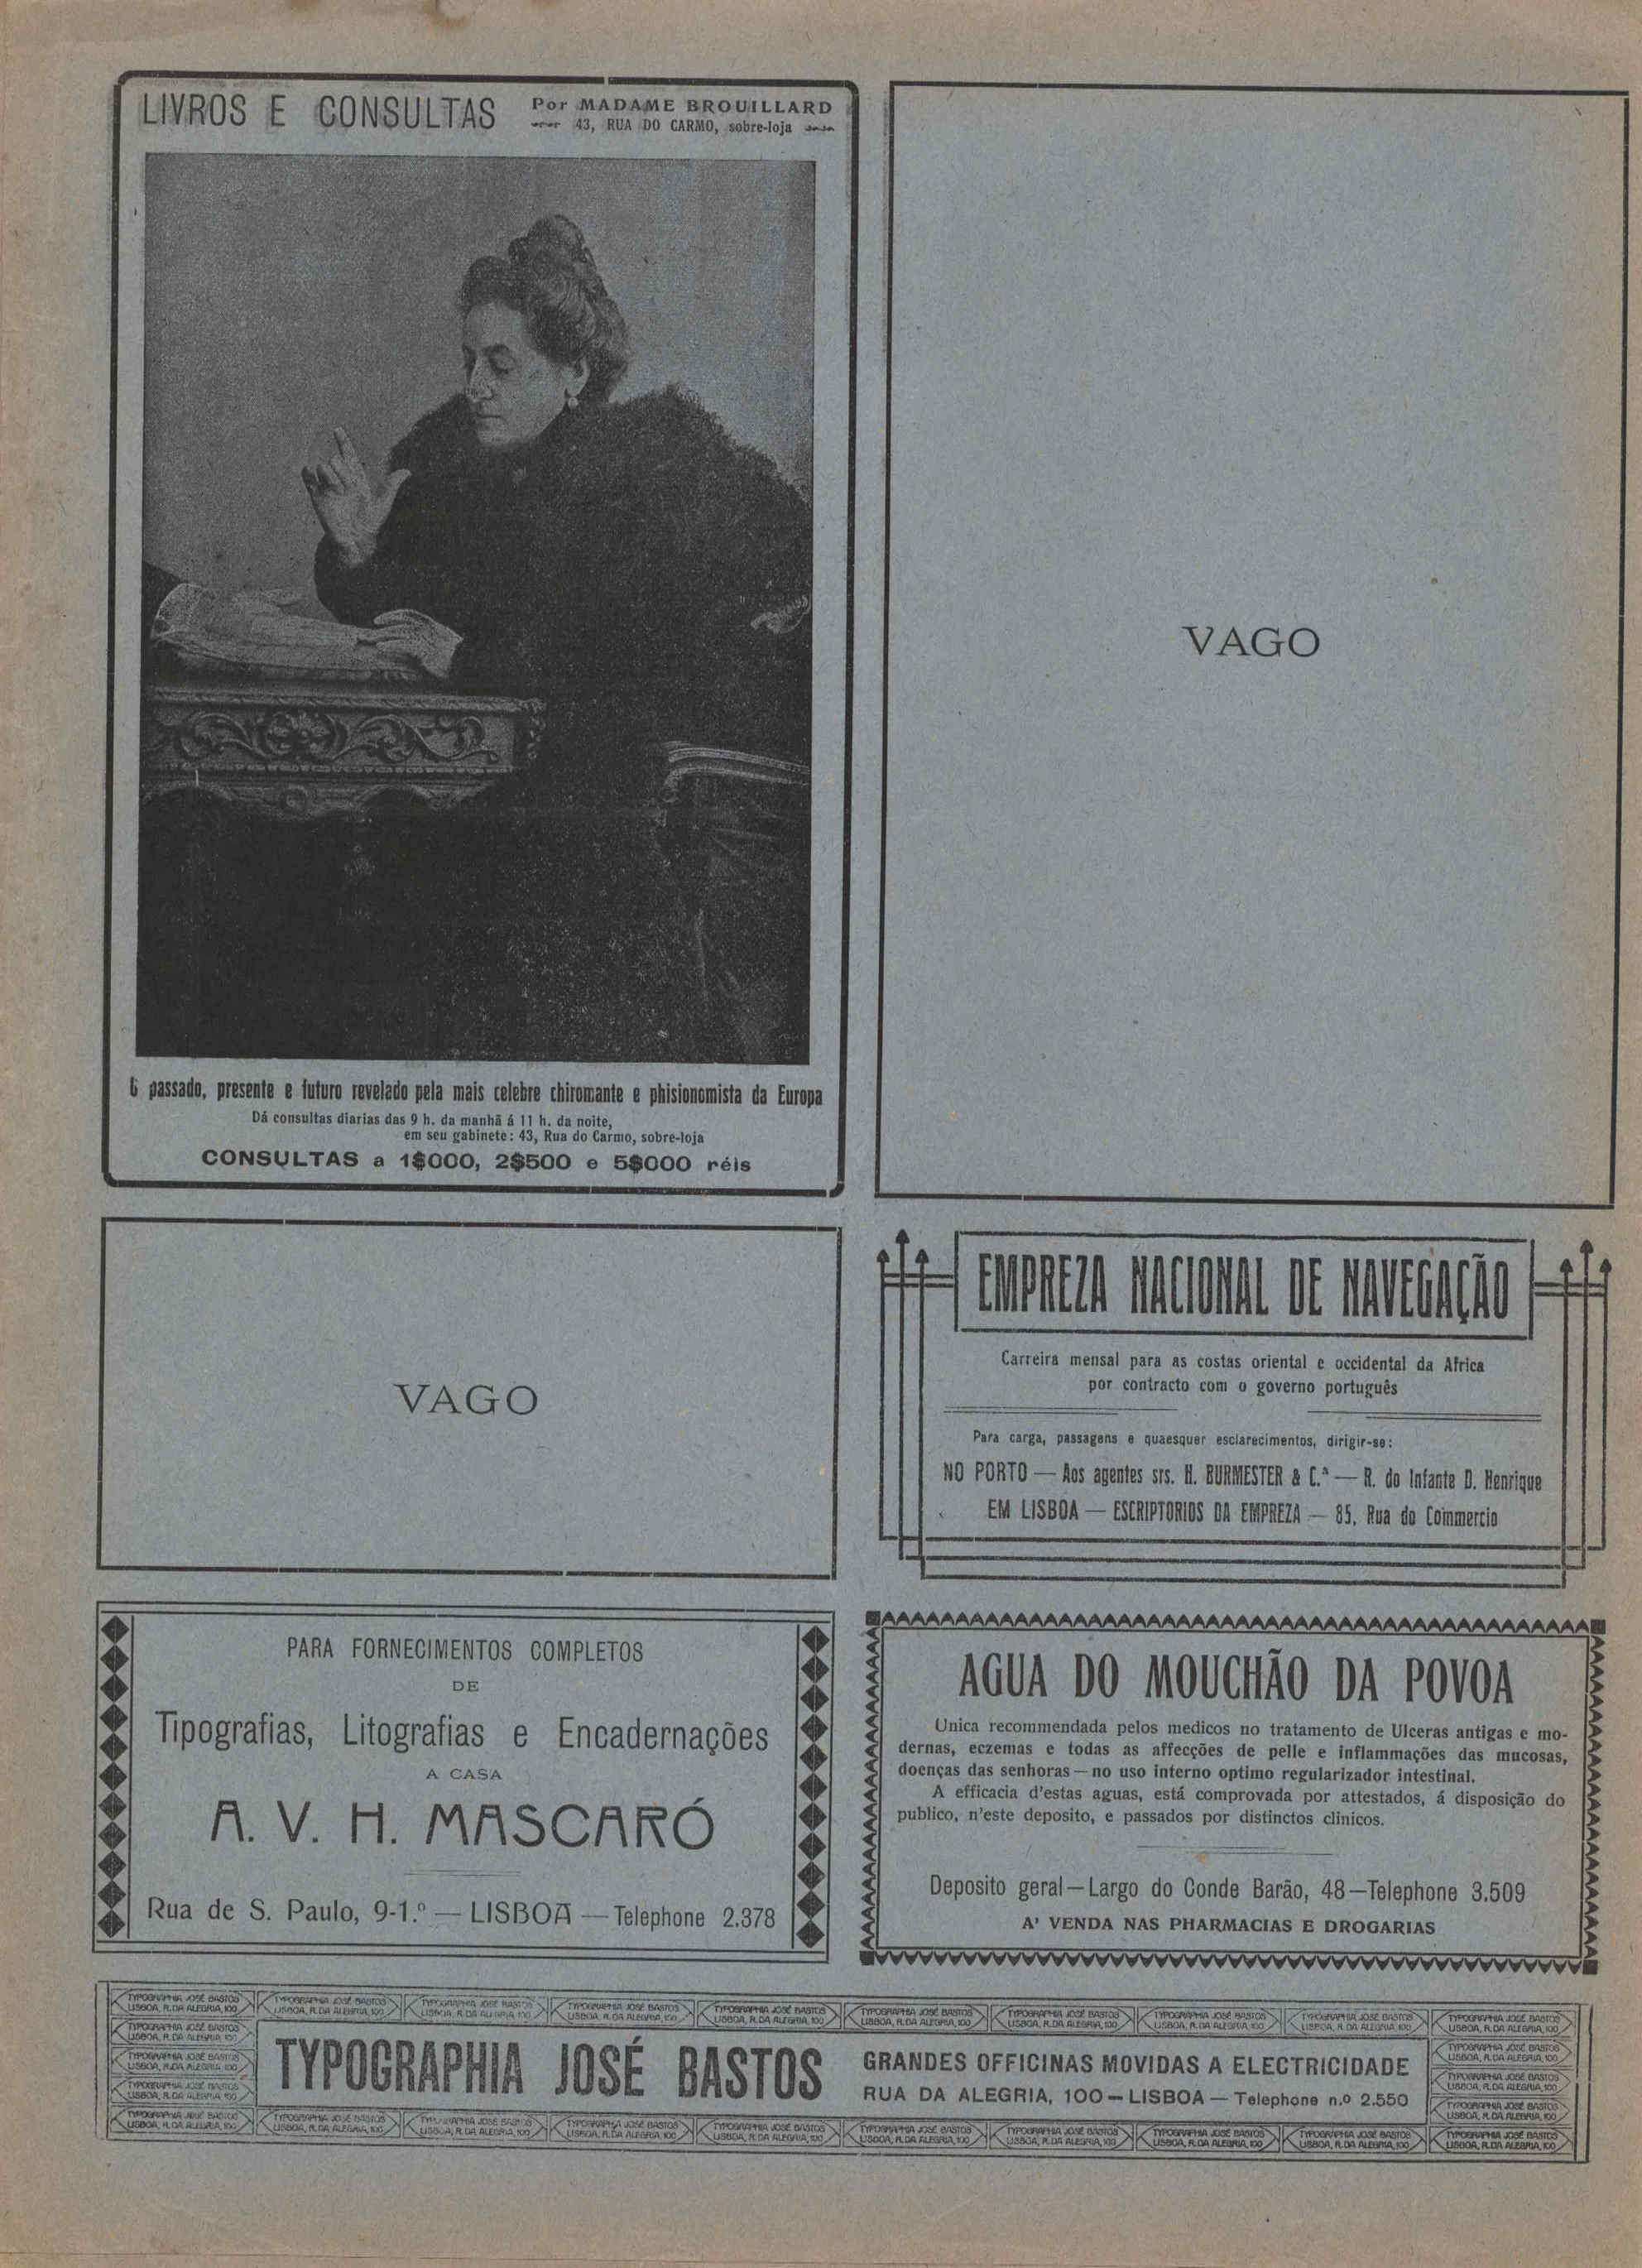 LIVROS E CONSULTAS
Por MADAME BROUILLARD
43, RUA DO CARMO, sobre-loja
passado, presente e futuro revelado pela mais celebre chiromante e phisionomista da Europa
Dá consultas diarias das 9 h. da manhã á 11 h. da noite,
em seu gabinete: 43, Rua do Carmo, sobre-loja
CONSULTAS a 1$000, 2$500 e 5$000 réis
VAGO
VAGO
EMPREZA NACIONAL DE NAVEGAÇÃO
Carreira mensal para as costas oriental e occidental da Africa
por contracto com o governo português
Para carga, passagens e quaesquer esclarecimentos, dirigir-se:
NO PORTO — Aos agentes srs. H. BURMESTER & C.ª — R. do Infante D. Henrique
EM LISBOA — ESCRIPTORIOS DA EMPREZA — 85, Rua do Commercio
PARA FORNECIMENTOS COMPLETOS
DE
Tipografias, Litografias e Encadernações
A CASA
A. V. H. MASCARÓ
Rua de S. Paulo, 9-1.º — LISBOA — Telephone 2.378
AGUA DO MOUCHÃO DA POVOA
Unica recommendada pelos medicos no tratamento de Ulceras antigas e mo-
dernas, eczemas e todas as affecções de pelle e inflammações das mucosas,
doenças das senhoras — no uso interno optimo regularizador intestinal.
A efficacia d'estas aguas, está comprovada por attestados, á disposição do
publico, n'este deposito, e passados por distinctos clinicos.
Deposito geral — Largo do Conde Barão, 48 — Telephone 3.509
A' VENDA NAS PHARMACIAS E DROGARIAS
TYPOGRAPHIA JOSÉ BASTOS
LISBOA, R. DA ALEGRIA, 100
TYPOGRAPHIA JOSÉ BASTOS
GRANDES OFFICINAS MOVIDAS A ELECTRICIDADE
RUA DA ALEGRIA, 100 — LISBOA — Telephone n.o 2.550